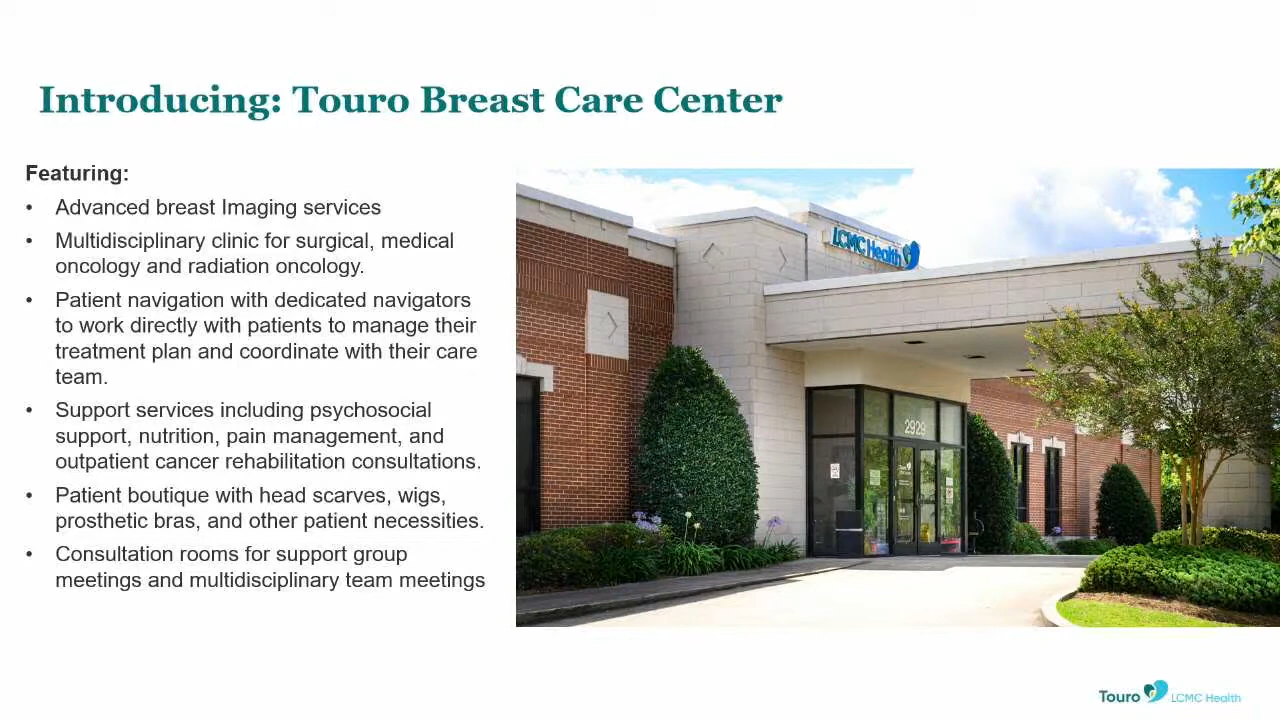 Introducing: Touro Breast Care Center
Featuring:
• Advanced breast Imaging services
• Multidisciplinary clinic for surgical, medical
oncology and radiation oncology.
• Patient navigation with dedicated navigators
to work directly with patients to manage their
treatment plan and coordinate with their care
team.
• Support services including psychosocial
support, nutrition, pain management, and
outpatient cancer rehabilitation consultations.
• Patient boutique with head scarves, wigs,
prosthetic bras, and other patient necessities.
• Consultation rooms for support group
meetings and multidisciplinary team meetings
LCMC Health
2929
Touro
Touro LCMC Health